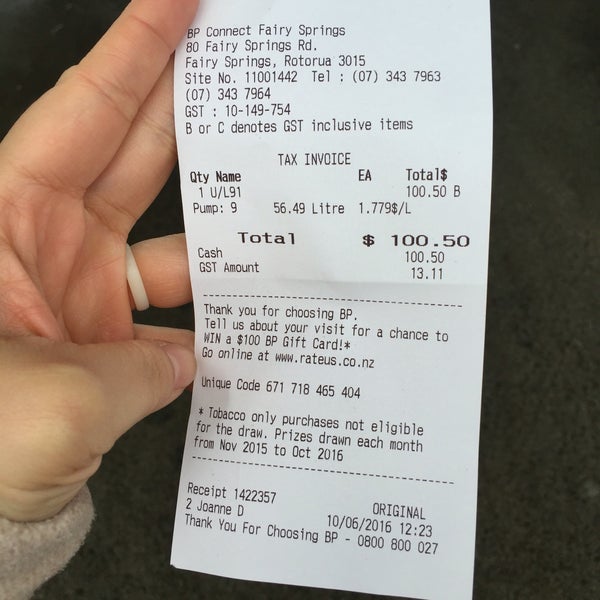 BP Connect Fairy Springs
80 Fairy Springs Rd.
Fairy Springs, Rotorua 3015
Site No. 11001442 Tel : (07) 343 7963
(07) 343 7964
GST : 10-149-754
B or C denotes GST inclusive items
TAX INVOICE
Qty Name EA Total$
1 U/L91 100.50 B
Pump: 9 56.49 Litre 1.779$/L
Total $ 100.50
Cash 100.50
GST Amount 13.11
Thank you for choosing BP.
Tell us about your visit for a chance to
WIN a $100 BP Gift Card!*
Go online at www.rateus.co.nz
Unique Code 671 718 465 404
* Tobacco only purchases not eligible
for the draw. Prizes drawn each month
from Nov 2015 to Oct 2016
Receipt 1422357 ORIGINAL
2 Joanne D 10/06/2016 12:23
Thank You For Choosing BP - 0800 800 027